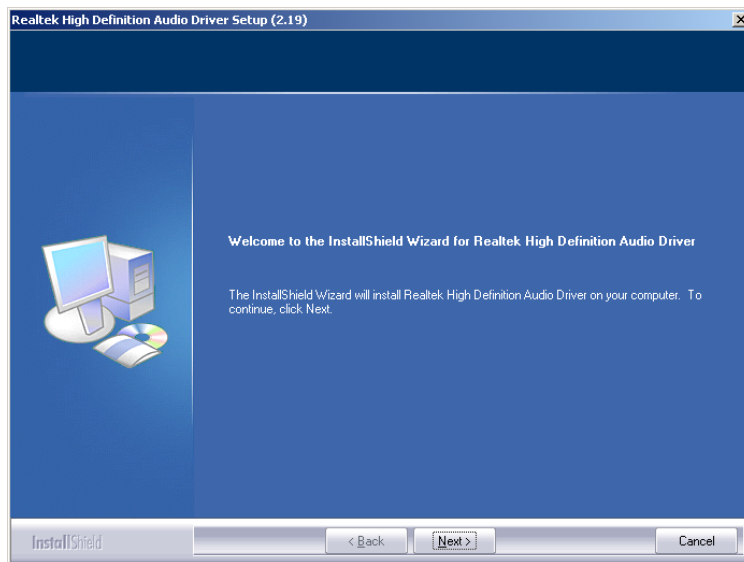 Realtek High Definition Audio Driver Setup (2.19)
Welcome to the InstallShield Wizard for Realtek High Definition Audio Driver
The InstallShield Wizard will install Realtek High Definition Audio Driver on your computer. To
continue, click Next.
InstallShield
< Back
Next >
Cancel